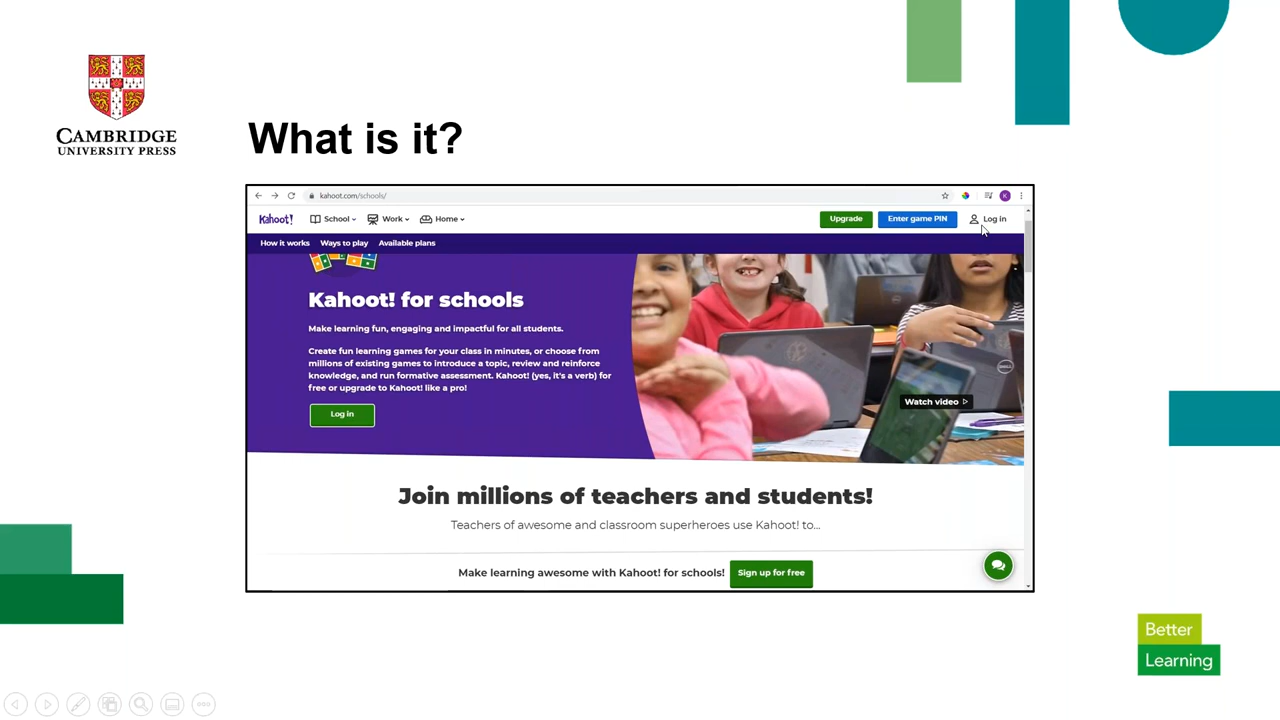 CAMBRIDGE
UNIVERSITY PRESS
What is it?
kahoot.com/schools/
K
Kahoot!
School
Work
Home
Upgrade
Enter game PIN
Log in
How it works
Ways to play
Available plans
Kahoot! for schools
Make learning fun, engaging and impactful for all students.
Create fun learning games for your class in minutes, or choose from
millions of existing games to introduce a topic, review and reinforce
knowledge, and run formative assessment. Kahoot! (yes, it's a verb) for
free or upgrade to Kahoot! like a pro!
Log in
DELL
Watch video
Join millions of teachers and students!
Teachers of awesome and classroom superheroes use Kahoot! to...
Make learning awesome with Kahoot! for schools!
Sign up for free
Better
Learning